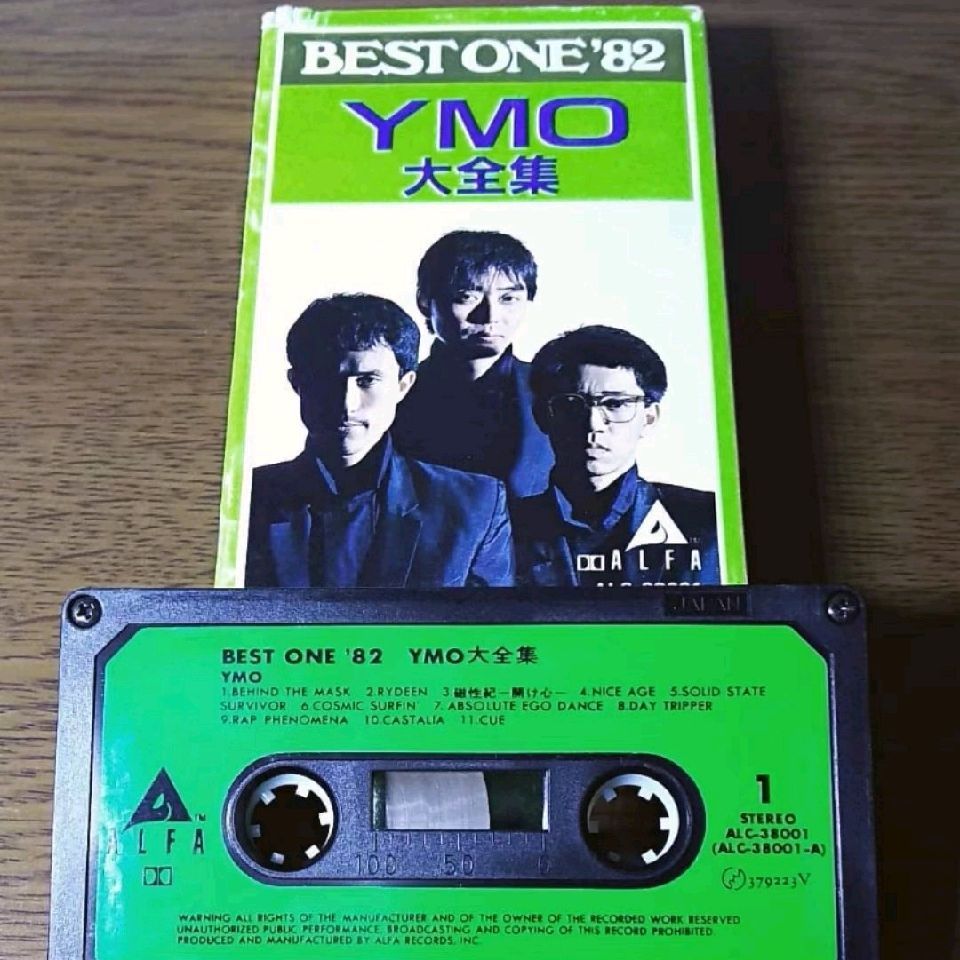 BEST ONE '82
YMO
大全集
ALFA
JAPAN
BEST ONE '82 YMO大全集
YMO
1.BEHIND THE MASK 2.RYDEEN 3.磁性紀–開け心– 4.NICE AGE 5.SOLID STATE
SURVIVOR 6.COSMIC SURFIN' 7.ABSOLUTE EGO DANCE 8.DAY TRIPPER
9.RAP PHENOMENA 10.CASTALIA 11.CUE
ALFA
TM
100 50 0
1
STEREO
ALC-38001
(ALC-38001-A)
379223V
WARNING ALL RIGHTS OF THE MANUFACTURER AND OF THE OWNER OF THE RECORDED WORK RESERVED
UNAUTHORIZED PUBLIC PERFORMANCE, BROADCASTING AND COPYING OF THIS RECORD PROHIBITED.
PRODUCED AND MANUFACTURED BY ALFA RECORDS, INC.